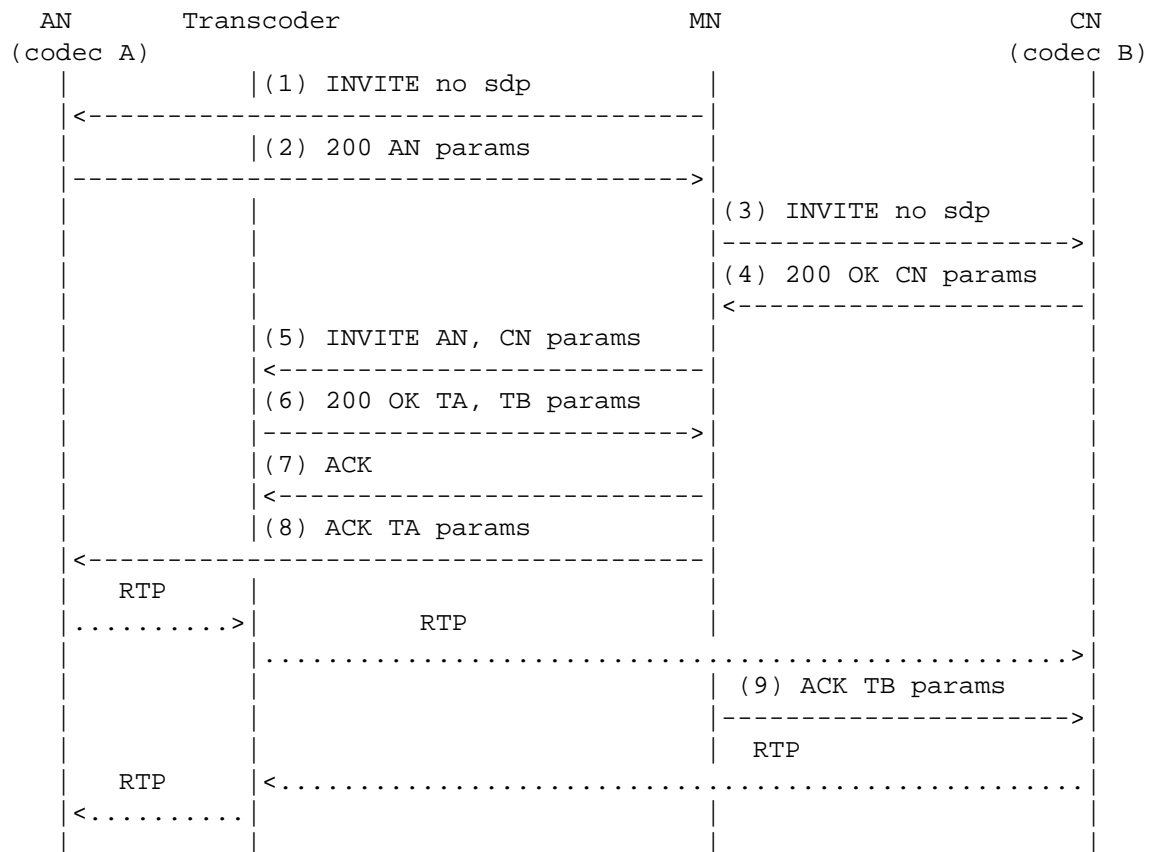 AN Transcoder MN CN
(codec A) (codec B)
(1) INVITE no sdp
(2) 200 AN params
(3) INVITE no sdp
(4) 200 OK CN params
(5) INVITE AN, CN params
(6) 200 OK TA, TB params
(7) ACK
(8) ACK TA params
RTP
RTP
(9) ACK TB params
RTP
RTP